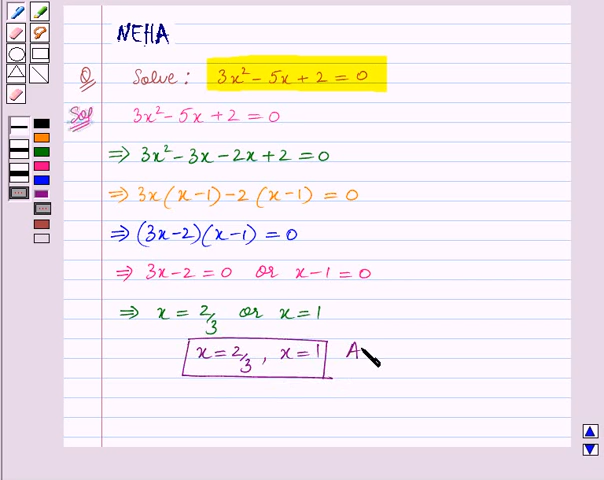 NEHA
Q Solve : 3x² - 5x + 2 = 0
Sol 3x² - 5x + 2 = 0
⇒ 3x² - 3x - 2x + 2 = 0
⇒ 3x (x - 1) - 2 (x - 1) = 0
⇒ (3x - 2) (x - 1) = 0
⇒ 3x - 2 = 0 or x - 1 = 0
⇒ x = 2/3 or x = 1
x = 2/3 , x = 1 A